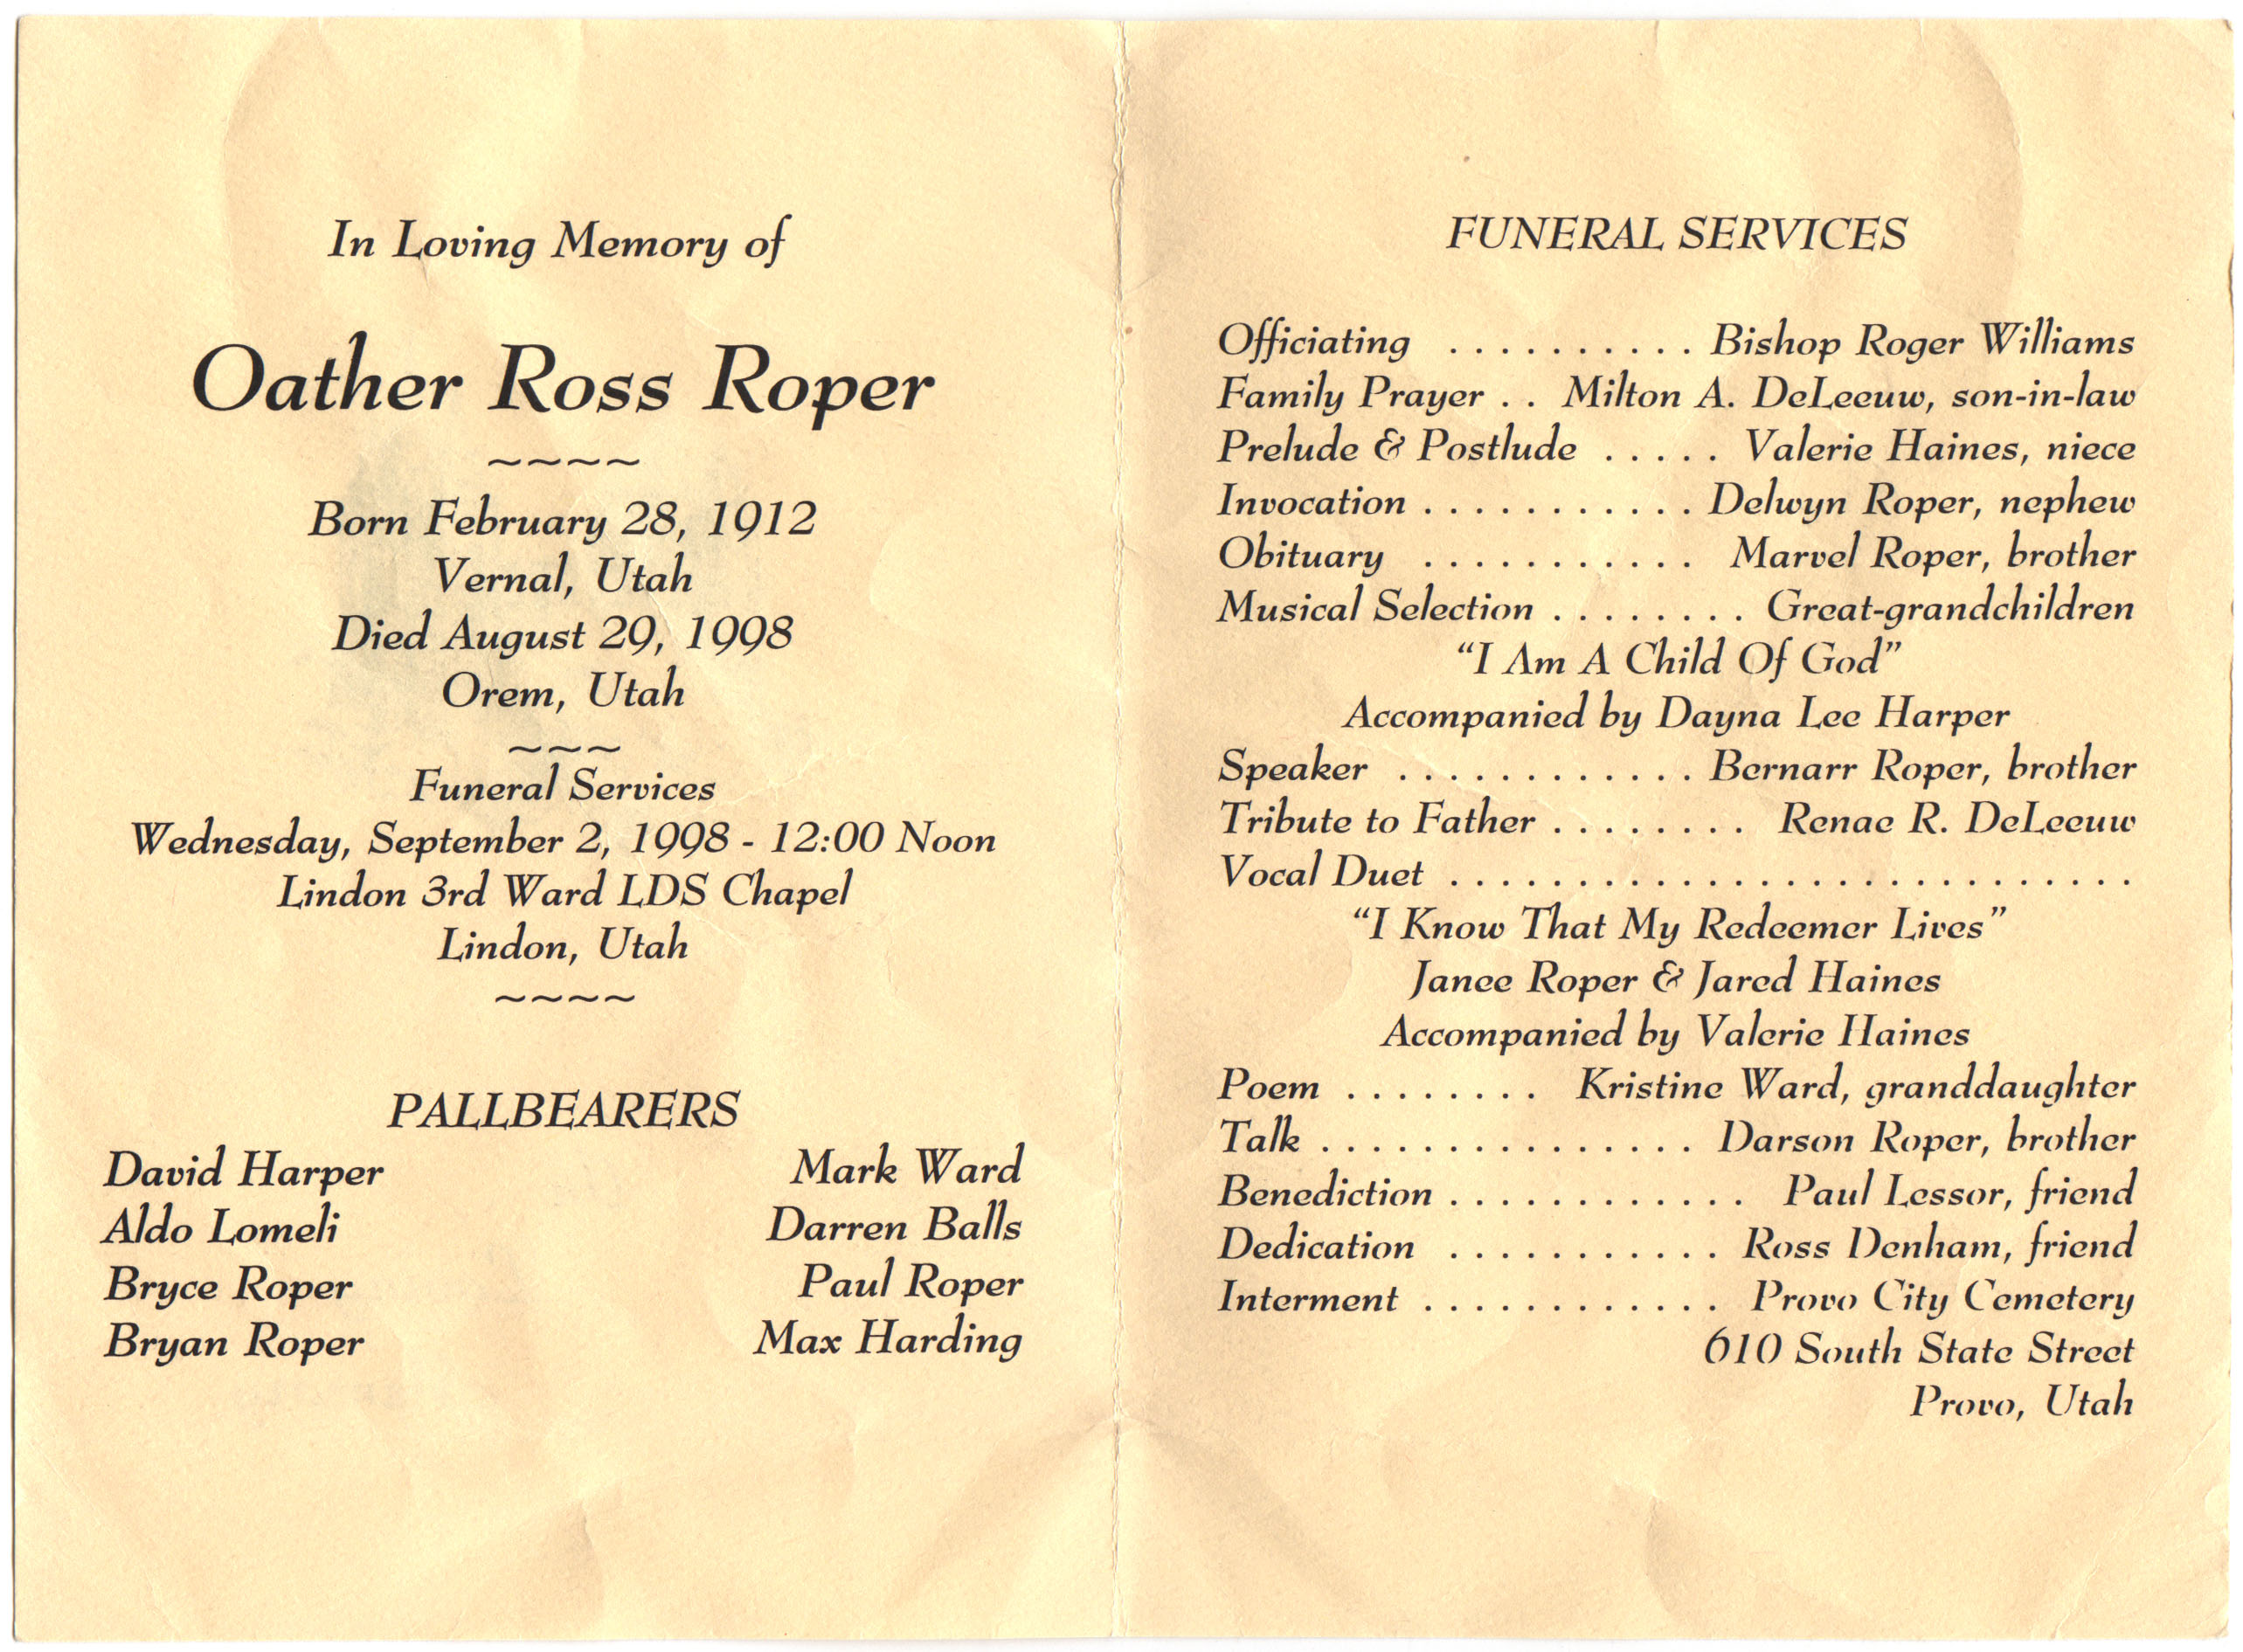 In Loving Memory of
Oather Ross Roper
~~~~
Born February 28, 1912
Vernal, Utah
Died August 29, 1998
Orem, Utah
~~~
Funeral Services
Wednesday, September 2, 1998 - 12:00 Noon
Lindon 3rd Ward LDS Chapel
Lindon, Utah
~~~~
PALLBEARERS
David Harper Mark Ward
Aldo Lomeli Darren Balls
Bryce Roper Paul Roper
Bryan Roper Max Harding
FUNERAL SERVICES
Officiating . . . . . . . . . . Bishop Roger Williams
Family Prayer . . Milton A. DeLeeuw, son-in-law
Prelude & Postlude . . . . . Valerie Haines, niece
Invocation . . . . . . . . . . . Delwyn Roper, nephew
Obituary . . . . . . . . . . . Marvel Roper, brother
Musical Selection . . . . . . . . Great-grandchildren
“I Am A Child Of God”
Accompanied by Dayna Lee Harper
Speaker . . . . . . . . . . . . Bernarr Roper, brother
Tribute to Father . . . . . . . . Renae R. DeLeeuw
Vocal Duet . . . . . . . . . . . . . . . . . . . . . . . . . . .
“I Know That My Redeemer Lives”
Janee Roper & Jared Haines
Accompanied by Valerie Haines
Poem . . . . . . . . Kristine Ward, granddaughter
Talk . . . . . . . . . . . . . . . Darson Roper, brother
Benediction . . . . . . . . . . . . Paul Lessor, friend
Dedication . . . . . . . . . . . Ross Denham, friend
Interment . . . . . . . . . . . . Provo City Cemetery
610 South State Street
Provo, Utah